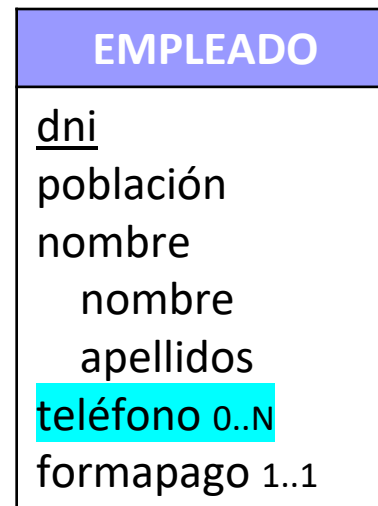 EMPLEADO
dni
población
nombre
nombre
apellidos
teléfono 0..N
formapago 1..1